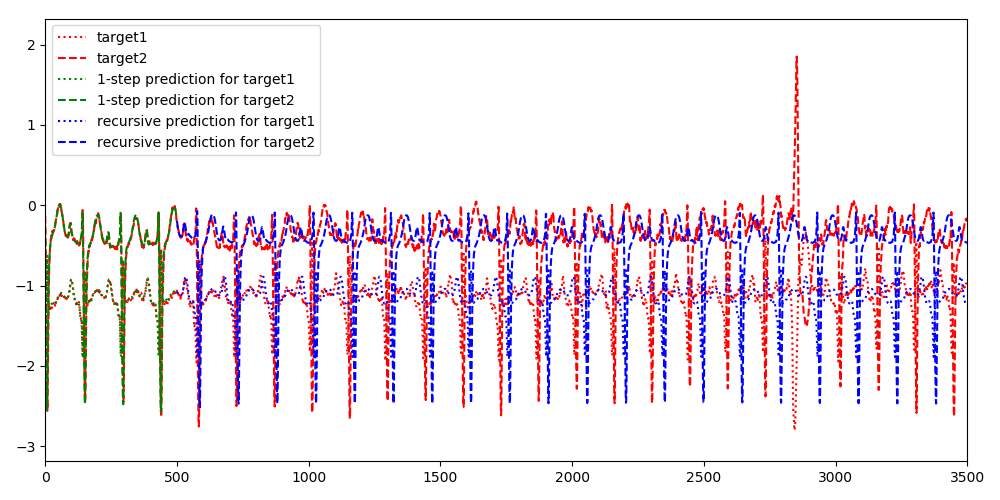 target1
target2
1-step prediction for target1
1-step prediction for target2
recursive prediction for target1
recursive prediction for target2
2
1
0
−1
−2
−3
0 500 1000 1500 2000 2500 3000 3500